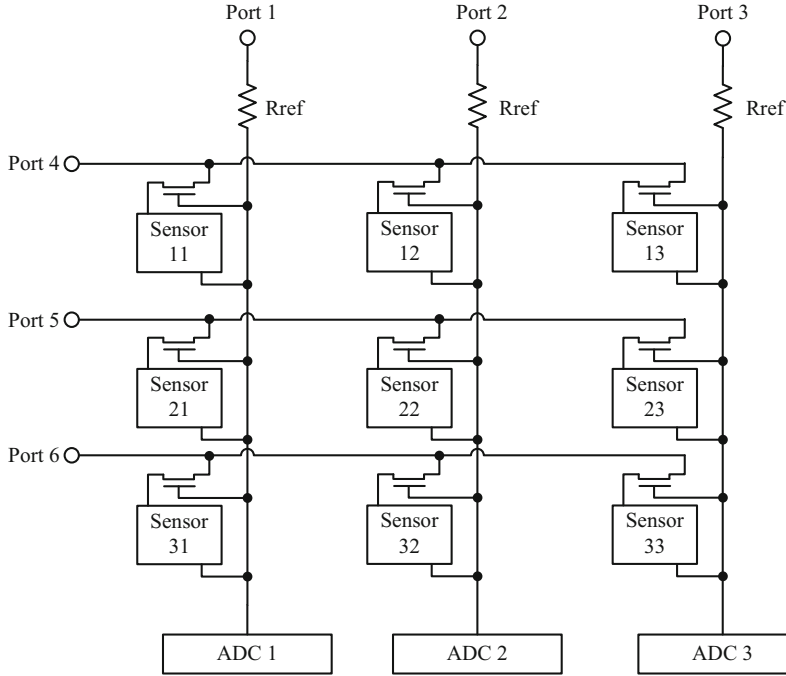 Port 1
Port 2
Port 3
Rref
Rref
Rref
Port 4
Sensor
11
Sensor
12
Sensor
13
Port 5
Sensor
21
Sensor
22
Sensor
23
Port 6
Sensor
31
Sensor
32
Sensor
33
ADC 1
ADC 2
ADC 3